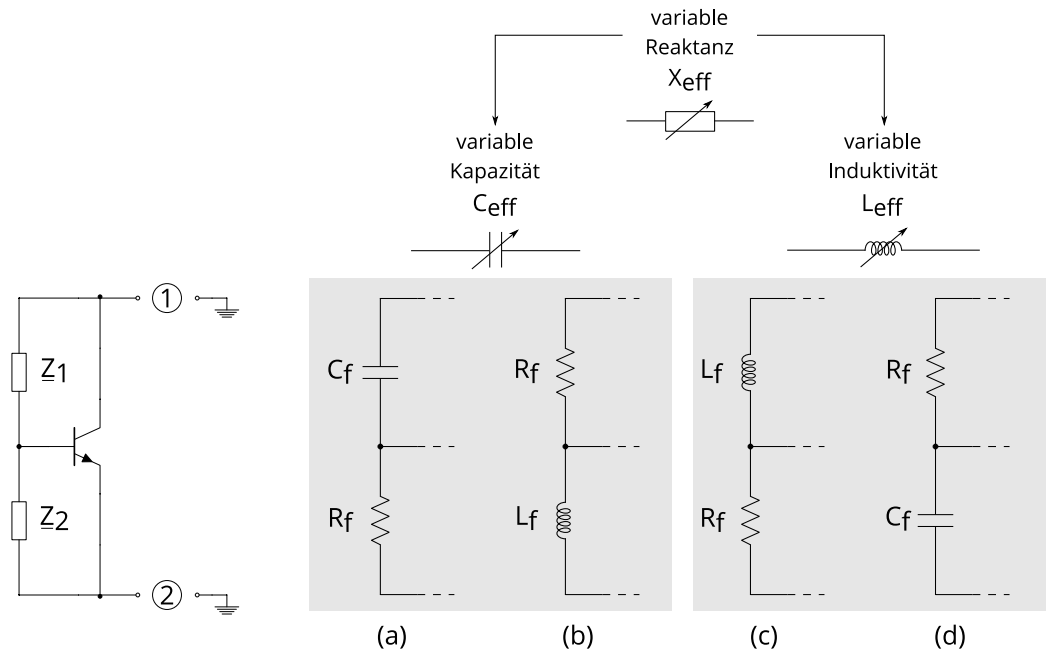 variable
Reaktanz
Xeff
variable
Kapazität
Ceff
variable
Induktivität
Leff
1
Z1
Z2
2
Cf
Rf
Rf
Lf
Lf
Rf
Rf
Cf
(a)
(b)
(c)
(d)